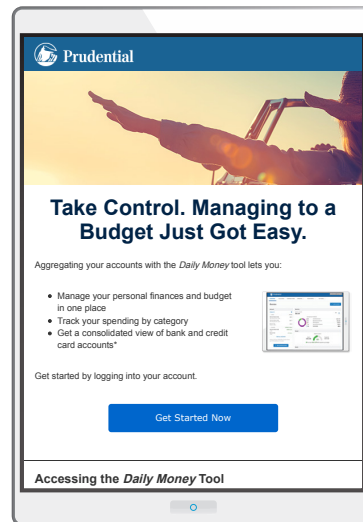 Prudential
Take Control. Managing to a
Budget Just Got Easy.
Aggregating your accounts with the Daily Money tool lets you:
• Manage your personal finances and budget
in one place
• Track your spending by category
• Get a consolidated view of bank and credit
card accounts*
Get started by logging into your account.
Get Started Now
Accessing the Daily Money Tool